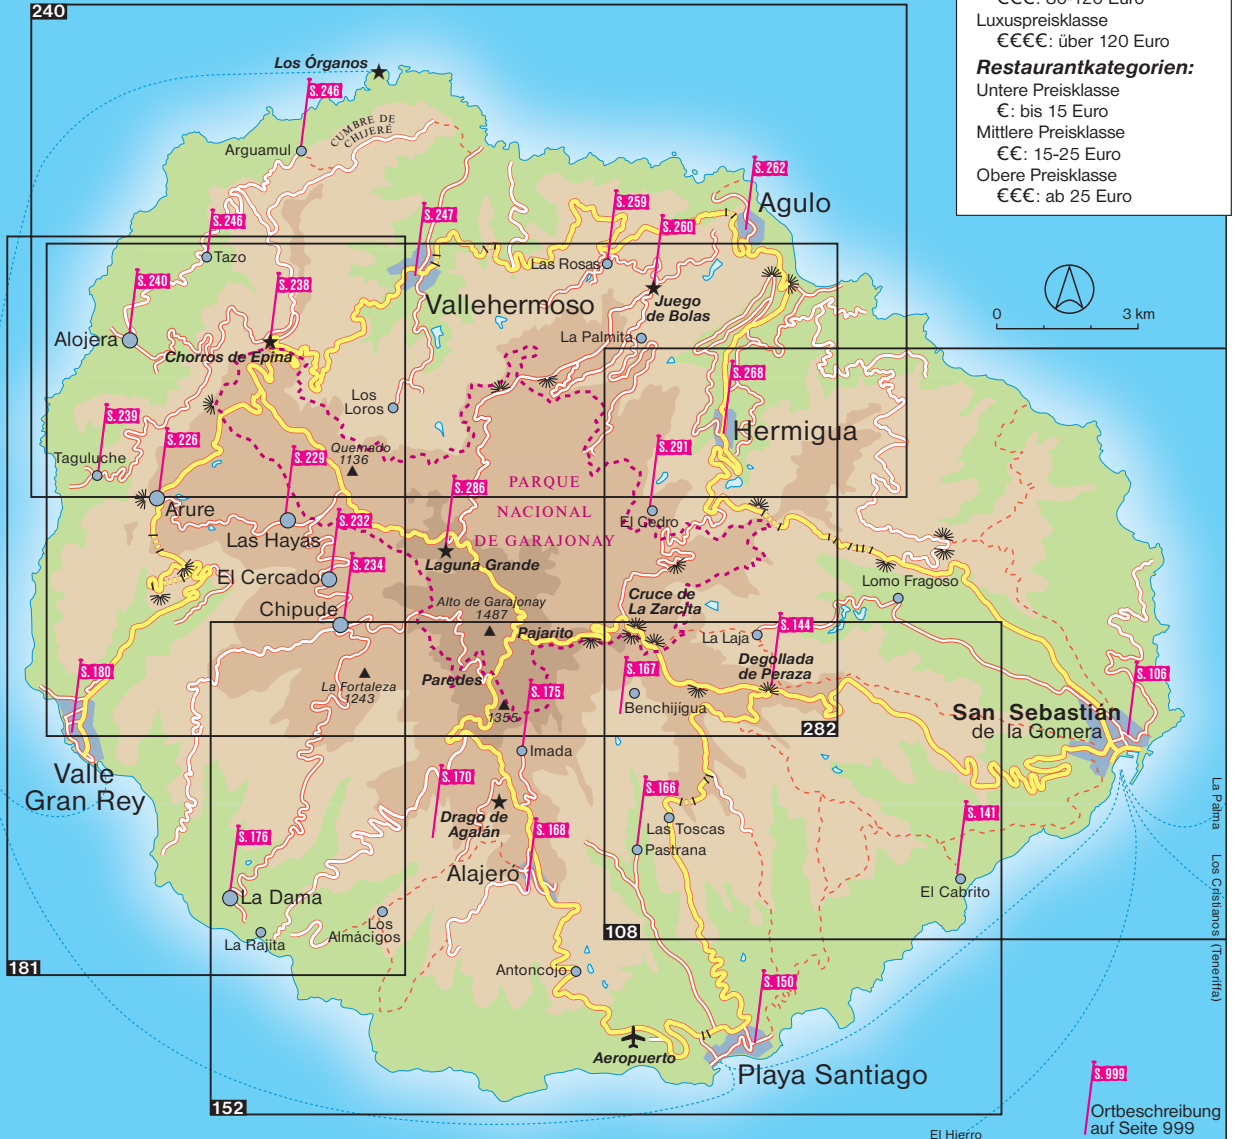 240
€€€: 80-120 Euro
Luxuspreisklasse
€€€€: über 120 Euro
Restaurantkategorien:
Untere Preisklasse
€: bis 15 Euro
Mittlere Preisklasse
€€: 15-25 Euro
Obere Preisklasse
€€€: ab 25 Euro
Los Órganos
S. 246
CUMBRE DE
CHIJERÉ
Arguamul
S. 262
Agulo
S. 259
S. 247
S. 260
S. 246
Tazo
Las Rosas
S. 240
S. 238
Vallehermoso
Juego
de Bolas
0
3 km
Alojera
Chorros de Epina
La Palmita
S. 268
Los
Loros
S. 239
S. 226
Hermigua
Taguluche
S. 229
Quemado
1136
S. 291
PARQUE
NACIONAL
DE GARAJONAY
S. 286
Arure
S. 232
El Cedro
Las Hayas
S. 234
Laguna Grande
El Cercado
Lomo Fragoso
Cruce de
La Zarcita
Chipude
Alto de Garajonay
1487
Pajarito
S. 144
La Laja
Degollada
de Peraza
S. 180
La Fortaleza
1243
Paredes
S. 175
S. 167
S. 106
1355
Benchijigua
San Sebastián
de la Gomera
282
Imada
Valle
Gran Rey
S. 170
S. 166
Drago de
Agalán
Las Toscas
S. 141
La Palma
S. 176
S. 168
Pastrana
Alajeró
El Cabrito
La Dama
Los
Almácigos
La Rajita
108
Los Cristianos (Teneriffa)
181
Antoncojo
S. 150
Aeropuerto
Playa Santiago
S. 999
Ortbeschreibung
auf Seite 999
152
El Hierro